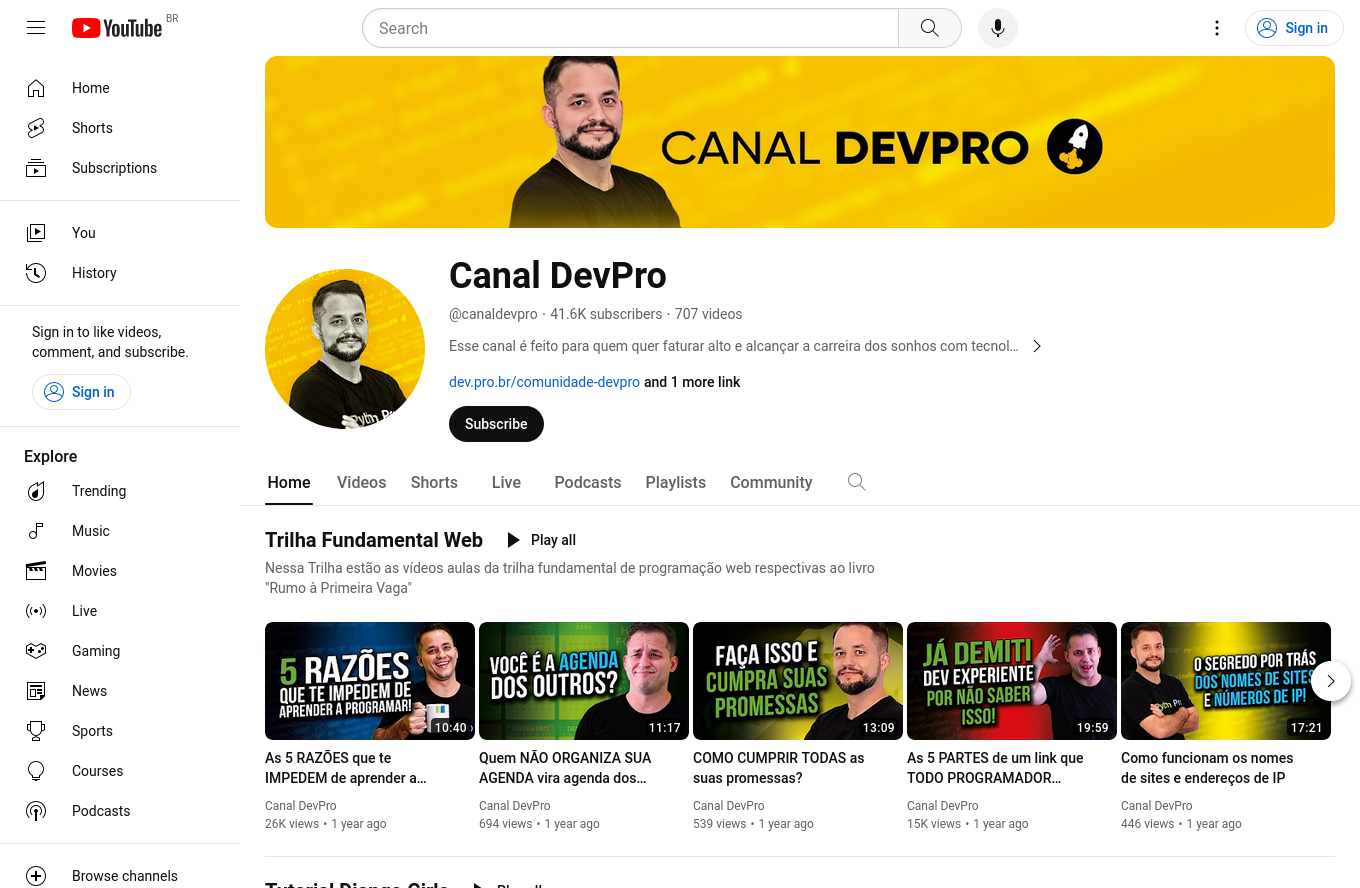 YouTube BR
Search
Sign in
Home
Shorts
Subscriptions
You
History
Sign in to like videos,
comment, and subscribe.
Sign in
Explore
Trending
Music
Movies
Live
Gaming
News
Sports
Courses
Podcasts
Browse channels
CANAL DEVPRO
Canal DevPro
@canaldevpro · 41.6K subscribers · 707 videos
Esse canal é feito para quem quer faturar alto e alcançar a carreira dos sonhos com tecnol...
dev.pro.br/comunidade-devpro and 1 more link
Subscribe
Home Videos Shorts Live Podcasts Playlists Community
Trilha Fundamental Web Play all
Nessa Trilha estão as vídeos aulas da trilha fundamental de programação web respectivas ao livro
"Rumo à Primeira Vaga"
5 RAZÕES
QUE TE IMPEDEM DE
APRENDER A PROGRAMAR!
10:40
As 5 RAZÕES que te
IMPEDEM de aprender a...
Canal DevPro
26K views • 1 year ago
VOCÊ É A AGENDA
DOS OUTROS?
11:17
Quem NÃO ORGANIZA SUA
AGENDA vira agenda dos...
Canal DevPro
694 views • 1 year ago
FAÇA ISSO E
CUMPRA SUAS
PROMESSAS
13:09
COMO CUMPRIR TODAS as
suas promessas?
Canal DevPro
539 views • 1 year ago
JÁ DEMITI
DEV EXPERIENTE
POR NÃO SABER
ISSO!
19:59
As 5 PARTES de um link que
TODO PROGRAMADOR...
Canal DevPro
15K views • 1 year ago
O SEGREDO POR TRÁS
DOS NOMES DE SITES
E NÚMEROS DE IP!
17:21
Como funcionam os nomes
de sites e endereços de IP
Canal DevPro
446 views • 1 year ago
Tutorial Django Girls Play all